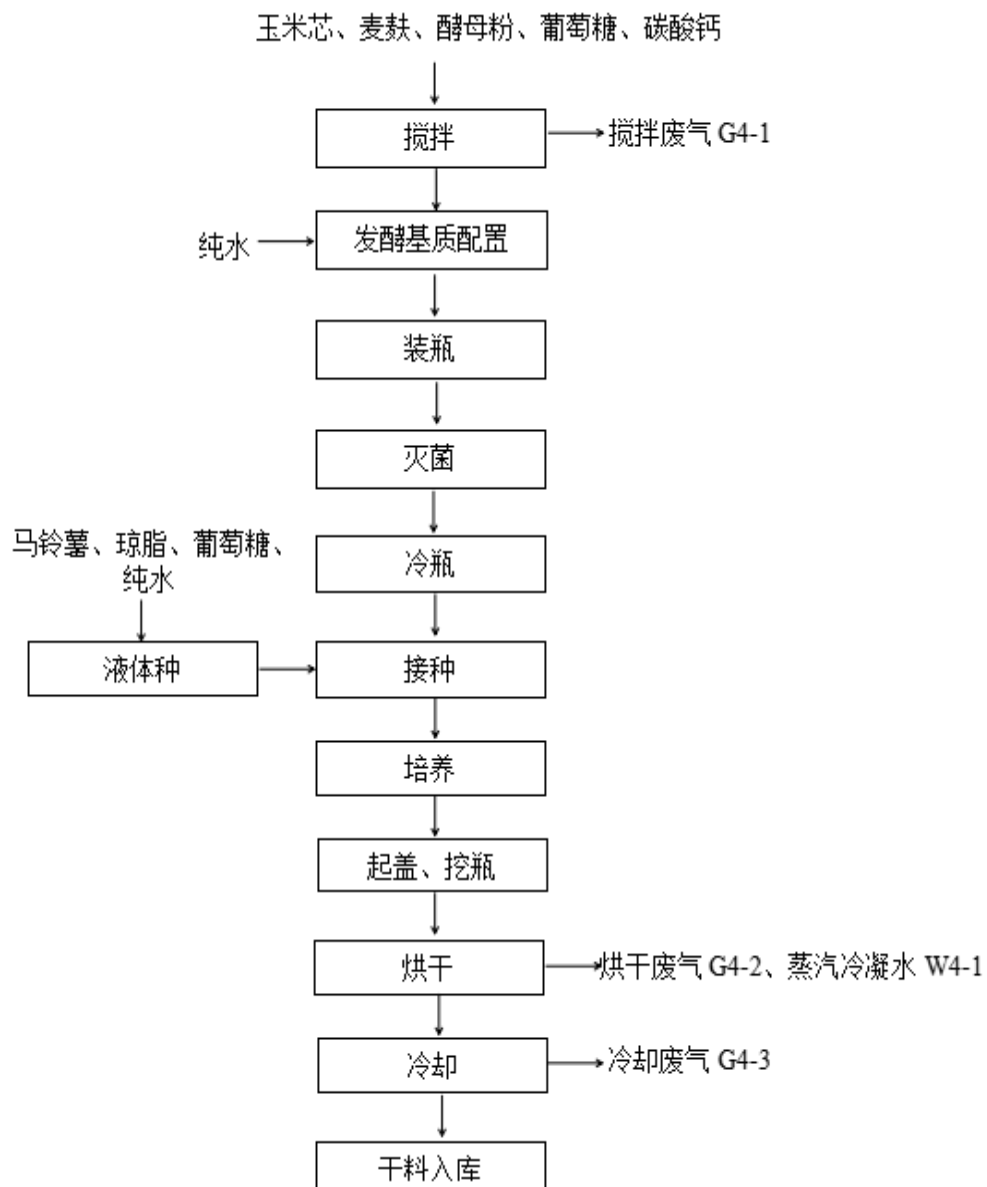 玉米芯、麦麸、酵母粉、葡萄糖、碳酸钙
搅拌
搅拌废气 G4-1
纯水
发酵基质配置
装瓶
灭菌
马铃薯、琼脂、葡萄糖、
纯水
冷瓶
液体种
接种
培养
起盖、挖瓶
烘干
烘干废气 G4-2、蒸汽冷凝水 W4-1
冷却
冷却废气 G4-3
干料入库